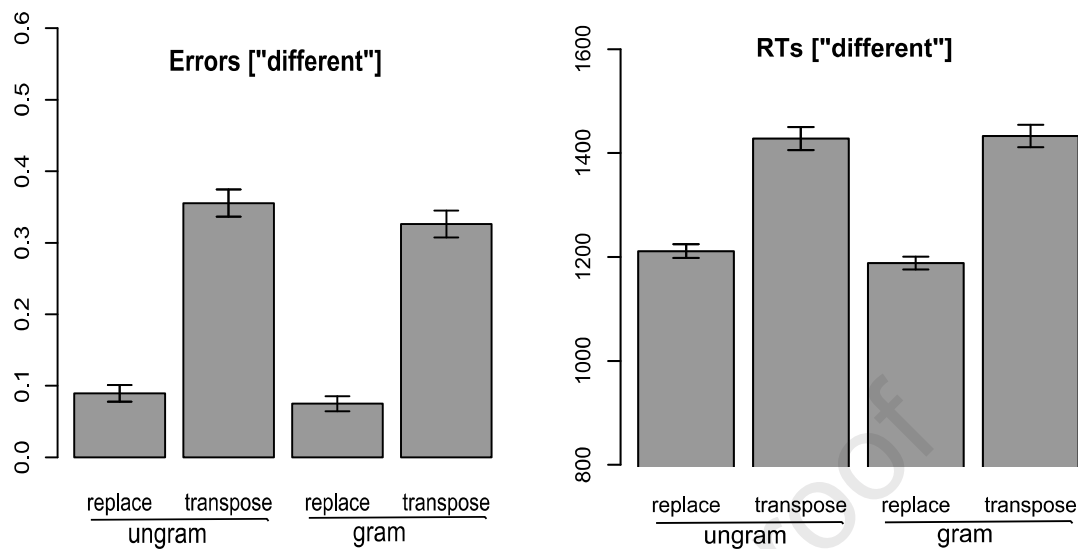 Errors ["different"]
0.6
0.5
0.4
0.3
0.2
0.1
0.0
replace transpose replace transpose
ungram gram
RTs ["different"]
1600
1400
1200
1000
800
replace transpose replace transpose
ungram gram
roof